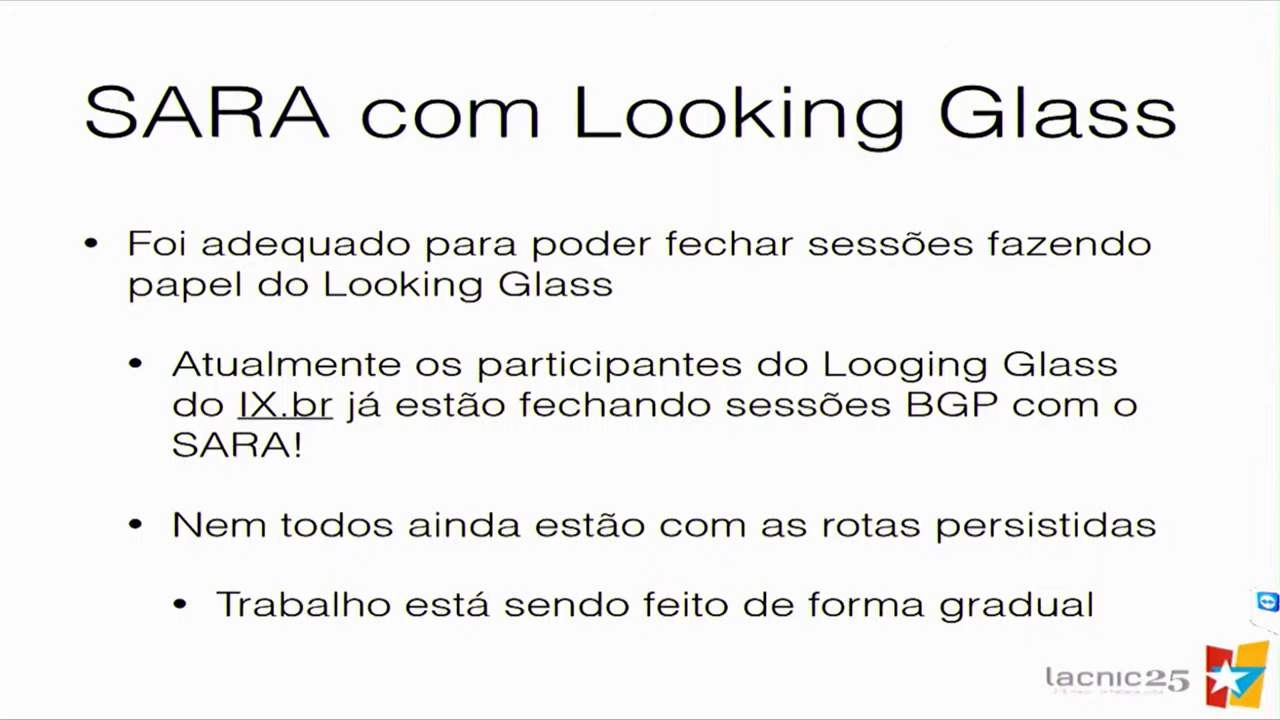 SARA com Looking Glass
• Foi adequado para poder fechar sessões fazendo
papel do Looking Glass
• Atualmente os participantes do Looging Glass
do IX.br já estão fechando sessões BGP com o
SARA!
• Nem todos ainda estão com as rotas persistidas
• Trabalho está sendo feito de forma gradual
lacnic25